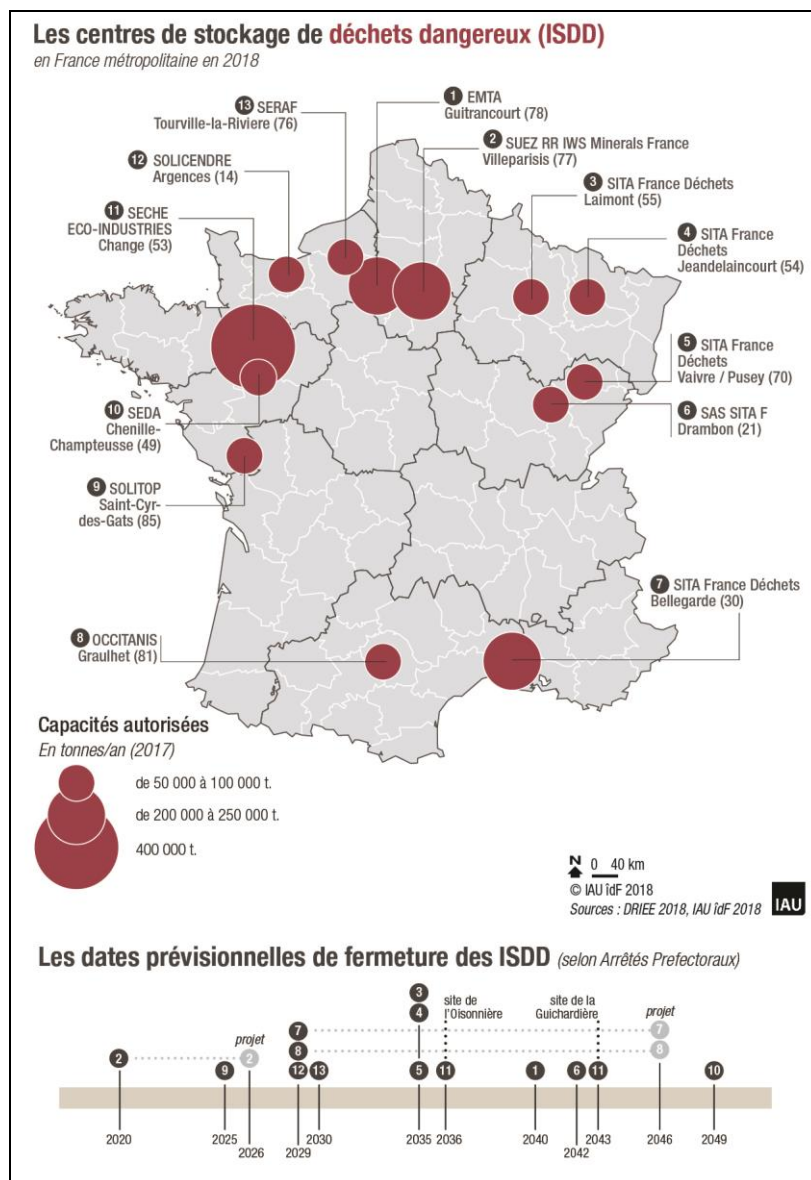 Les centres de stockage de déchets dangereux (ISDD)
en France métropolitaine en 2018
13 SERAF
Tourville-la-Riviere (76)
1 EMTA
Guitrancourt (78)
2 SUEZ RR IWS Minerals France
Villeparisis (77)
12 SOLICENDRE
Argences (14)
3 SITA France Déchets
Laimont (55)
11 SECHE
ECO-INDUSTRIES
Change (53)
4 SITA France
Déchets
Jeandelaincourt (54)
5 SITA France
Déchets
Vaivre / Pusey (70)
10 SEDA
Chenille-
Champteusse (49)
6 SAS SITA F
Drambon (21)
9 SOLITOP
Saint-Cyr-
des-Gats (85)
7 SITA France Déchets
Bellegarde (30)
8 OCCITANIS
Graulhet (81)
Capacités autorisées
En tonnes/an (2017)
de 50 000 à 100 000 t.
de 200 000 à 250 000 t.
400 000 t.
N 0 40 km
© IAU îdF 2018
Sources : DRIEE 2018, IAU îdF 2018
IAU
Les dates prévisionnelles de fermeture des ISDD (selon Arrêtés Prefectoraux)
3
4
site de
l'Oisonnière
site de la
Guichardière
projet
7 7
projet
8 8
2 2 9 12 13 5 11 1 6 11 10
2020 2025 2026 2029 2030 2035 2036 2040 2042 2043 2046 2049